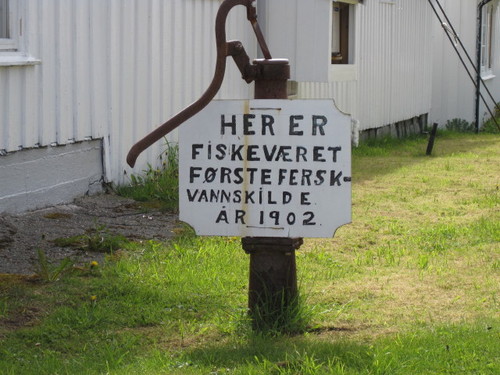 HER ER
FISKEVÆRET
FØRSTE FERSK-
VANNSKILDE.
ÅR 1902.